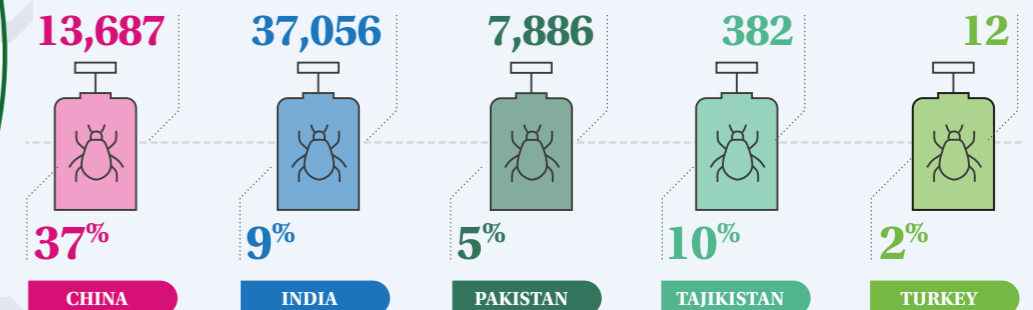 13,687
37%
CHINA
37,056
9%
INDIA
7,886
5%
PAKISTAN
382
10%
TAJIKISTAN
12
2%
TURKEY